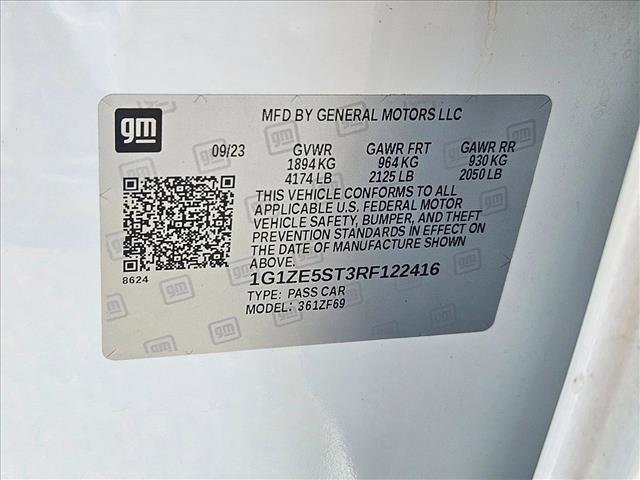 gm
MFD BY GENERAL MOTORS LLC
09/23 GVWR GAWR FRT GAWR RR
1894 KG 964 KG 930 KG
4174 LB 2125 LB 2050 LB
THIS VEHICLE CONFORMS TO ALL
APPLICABLE U.S. FEDERAL MOTOR
VEHICLE SAFETY, BUMPER, AND THEFT
PREVENTION STANDARDS IN EFFECT ON
THE DATE OF MANUFACTURE SHOWN
ABOVE.
8624
1G1ZE5ST3RF122416
TYPE: PASS CAR
MODEL: 361ZF69